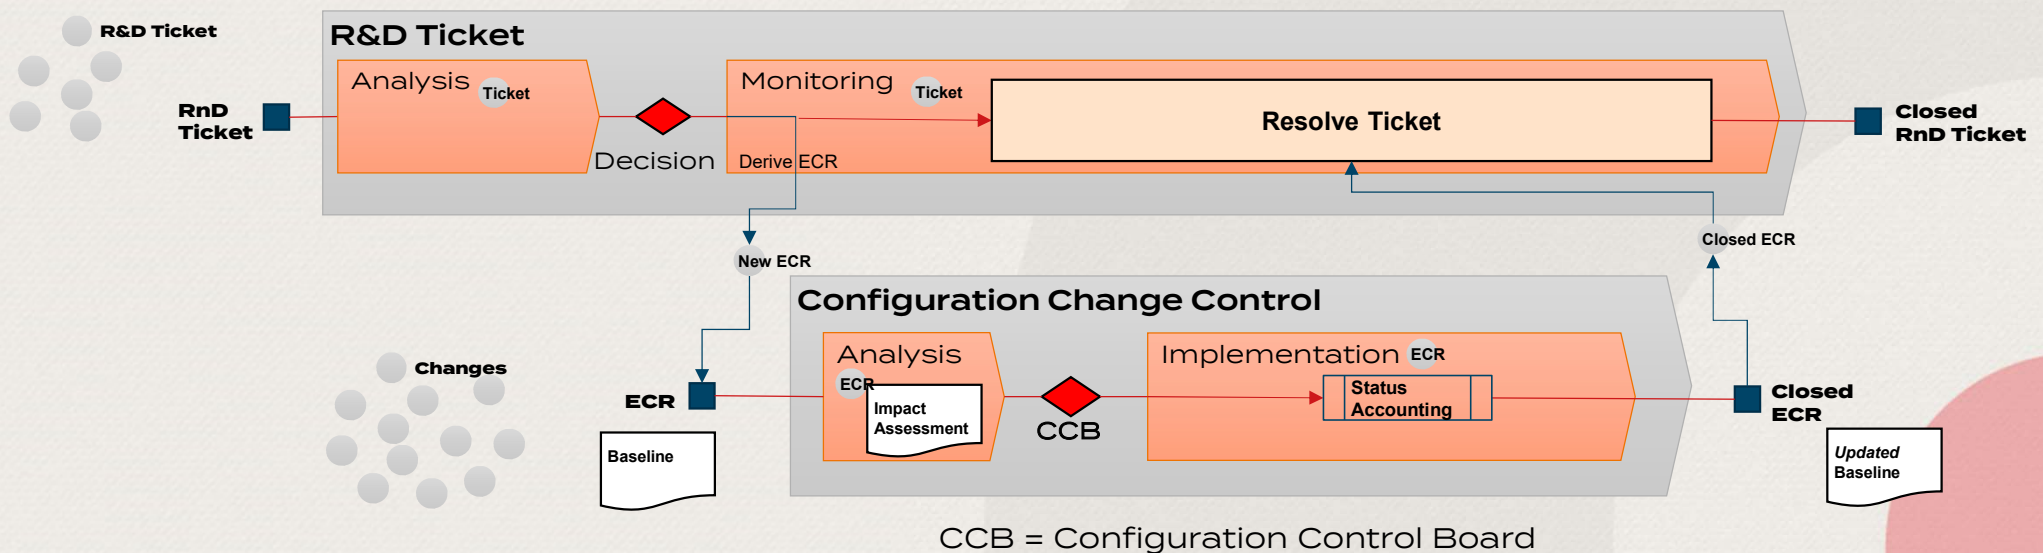 R&D Ticket
R&D Ticket
Analysis
Ticket
Monitoring
Ticket
RnD
Ticket
Resolve Ticket
Closed
RnD Ticket
Decision
Derive ECR
New ECR
Closed ECR
Configuration Change Control
Changes
Analysis
ECR
Impact
Assessment
CCB
Implementation
ECR
Status
Accounting
ECR
Closed
ECR
Baseline
Updated
Baseline
CCB = Configuration Control Board